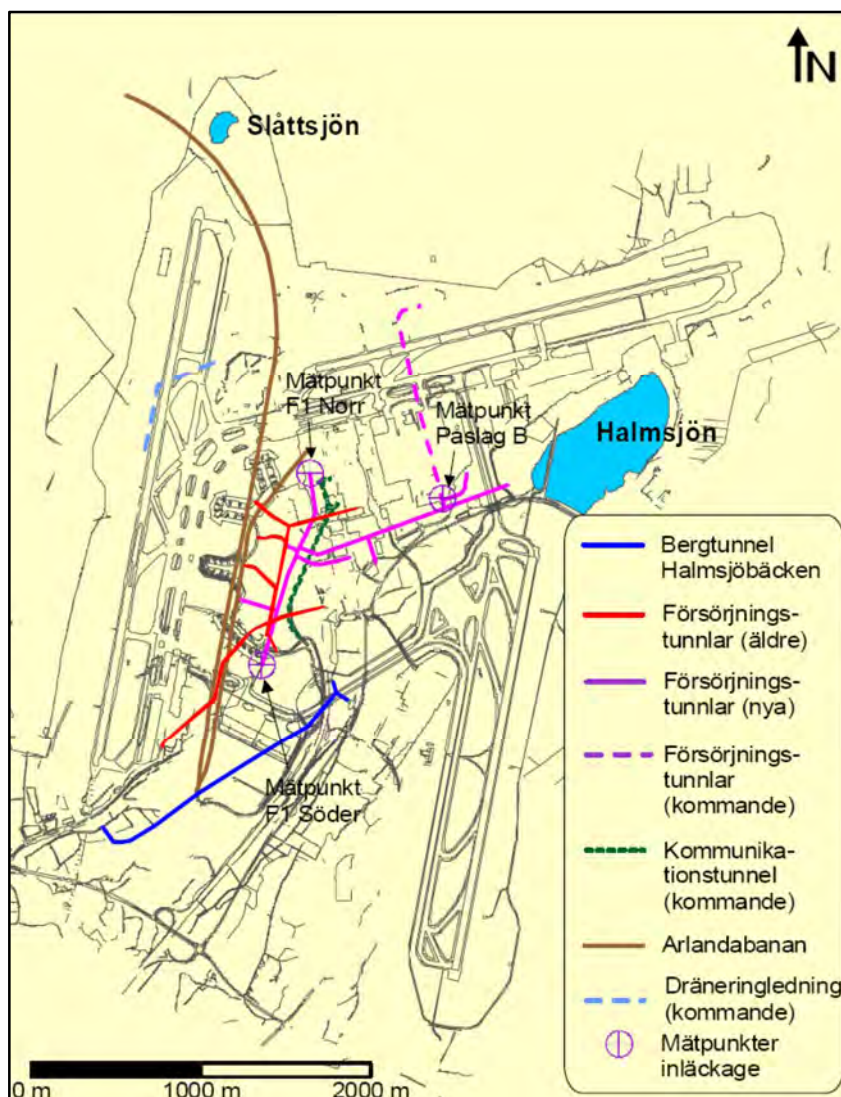 N
Slåttsjön
Mätpunkt
F1 Norr
Mätpunkt
Paslag B
Halmsjön
Mätpunkt
F1 Söder
Bergtunnel
Halmsjöbäcken
Försörjnings-
tunnlar (äldre)
Försörjnings-
tunnlar (nya)
Försörjnings-
tunnlar
(kommande)
Kommunika-
tionstunnel
(kommande)
Arlandabanan
Dräneringledning
(kommande)
Mätpunkter
inläckage
0 m
1000 m
2000 m